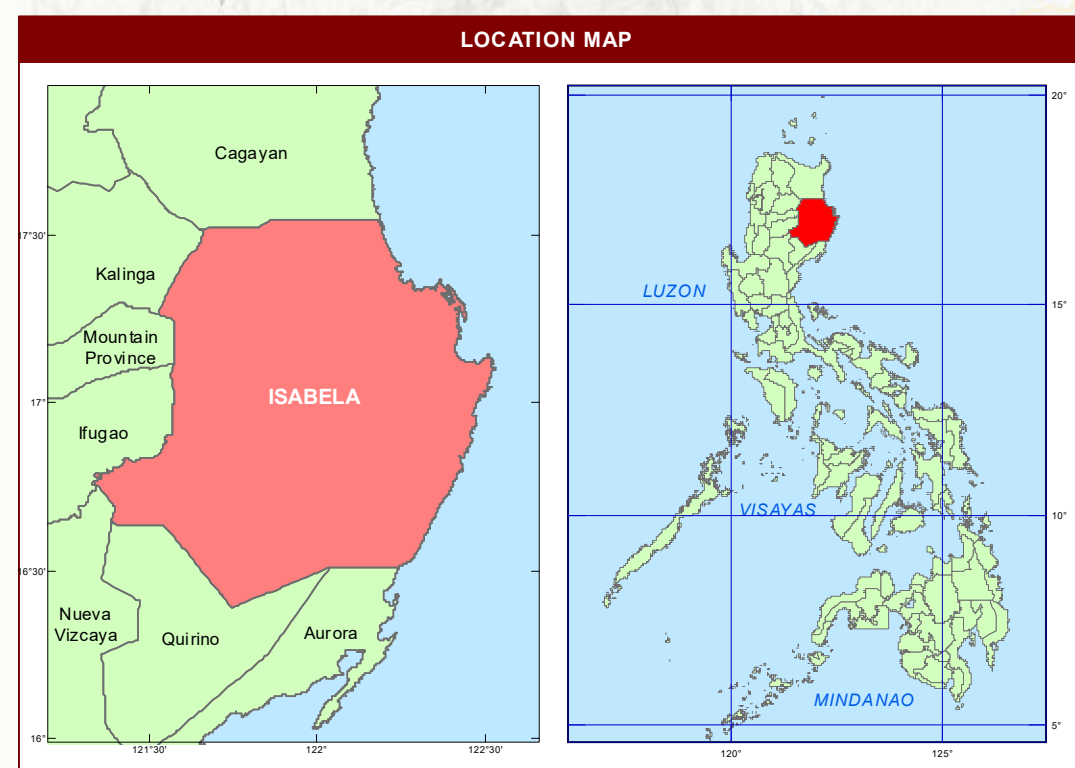 LOCATION MAP
Cagayan
17°30'
Kalinga
Mountain
Province
ISABELA
17°
Ifugao
16°30'
Nueva
Vizcaya
Quirino
Aurora
16°
121°30'
122°
122°30'
20°
LUZON
15°
VISAYAS
10°
MINDANAO
5°
120°
125°